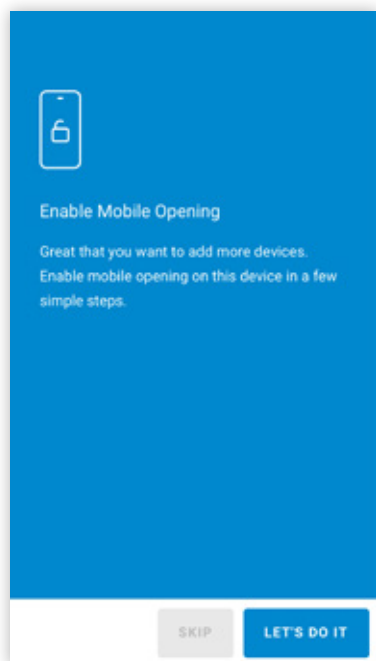 Enable Mobile Opening
Great that you want to add more devices.
Enable mobile opening on this device in a few
simple steps.
SKIP
LET'S DO IT